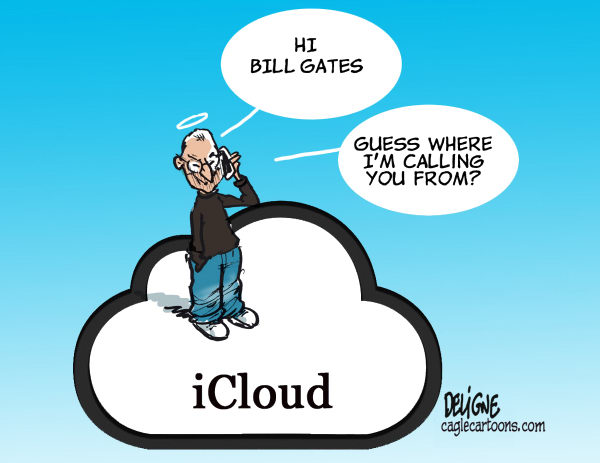 HI
BILL GATES
GUESS WHERE
I'M CALLING
YOU FROM?
iCloud
DELIGNE
caglecartoons.com